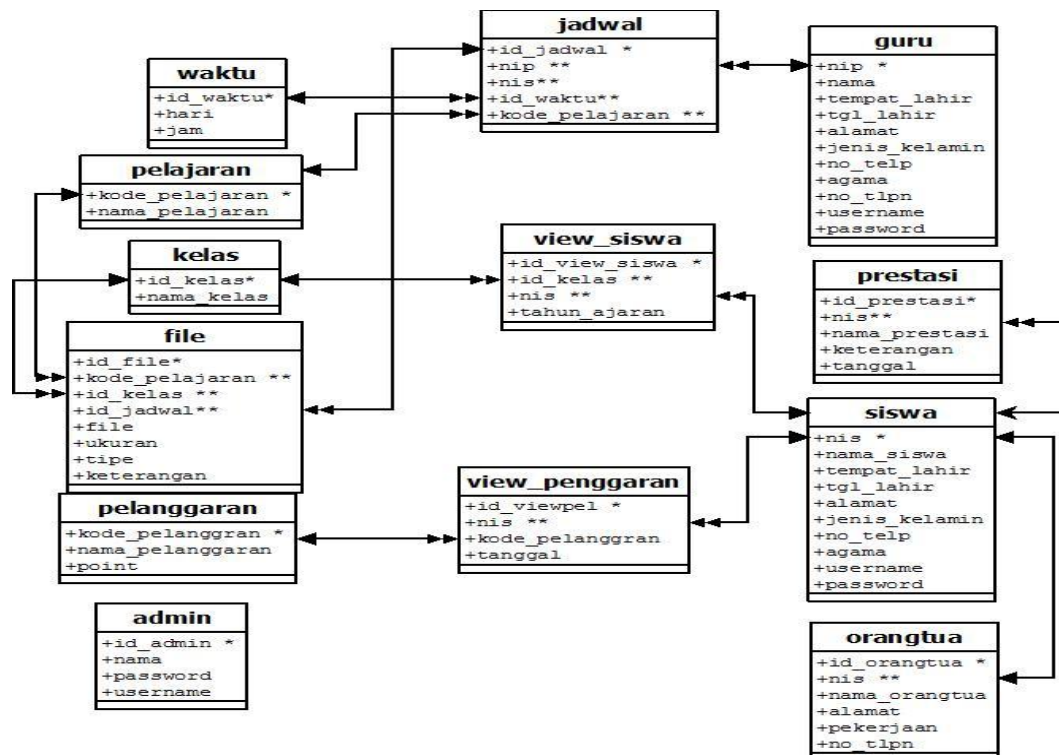 jadwal
+id_jadwal *
+nip **
+nis**
+id_waktu**
+kode_pelajaran **
guru
+nip *
+nama
+tempat_lahir
+tgl_lahir
+alamat
+jenis_kelamin
+no_telp
+agama
+no_tlpn
+username
+password
waktu
+id_waktu*
+hari
+jam
pelajaran
+kode_pelajaran *
+nama_pelajaran
kelas
+id_kelas*
+nama_kelas
view_siswa
+id_view_siswa *
+id_kelas **
+nis **
+tahun_ajaran
prestasi
+id_prestasi*
+nis**
+nama_prestasi
+keterangan
+tanggal
file
+id_file*
+kode_pelajaran **
+id_kelas **
+id_jadwal**
+file
+ukuran
+tipe
+keterangan
siswa
+nis *
+nama_siswa
+tempat_lahir
+tgl_lahir
+alamat
+jenis_kelamin
+no_telp
+agama
+username
+password
view_penggaran
+id_viewpel *
+nis **
+kode_pelanggran
+tanggal
pelanggaran
+kode_pelanggran *
+nama_pelanggaran
+point
admin
+id_admin *
+nama
+password
+username
orangtua
+id_orangtua *
+nis **
+nama_orangtua
+alamat
+pekerjaan
+no_tlpn